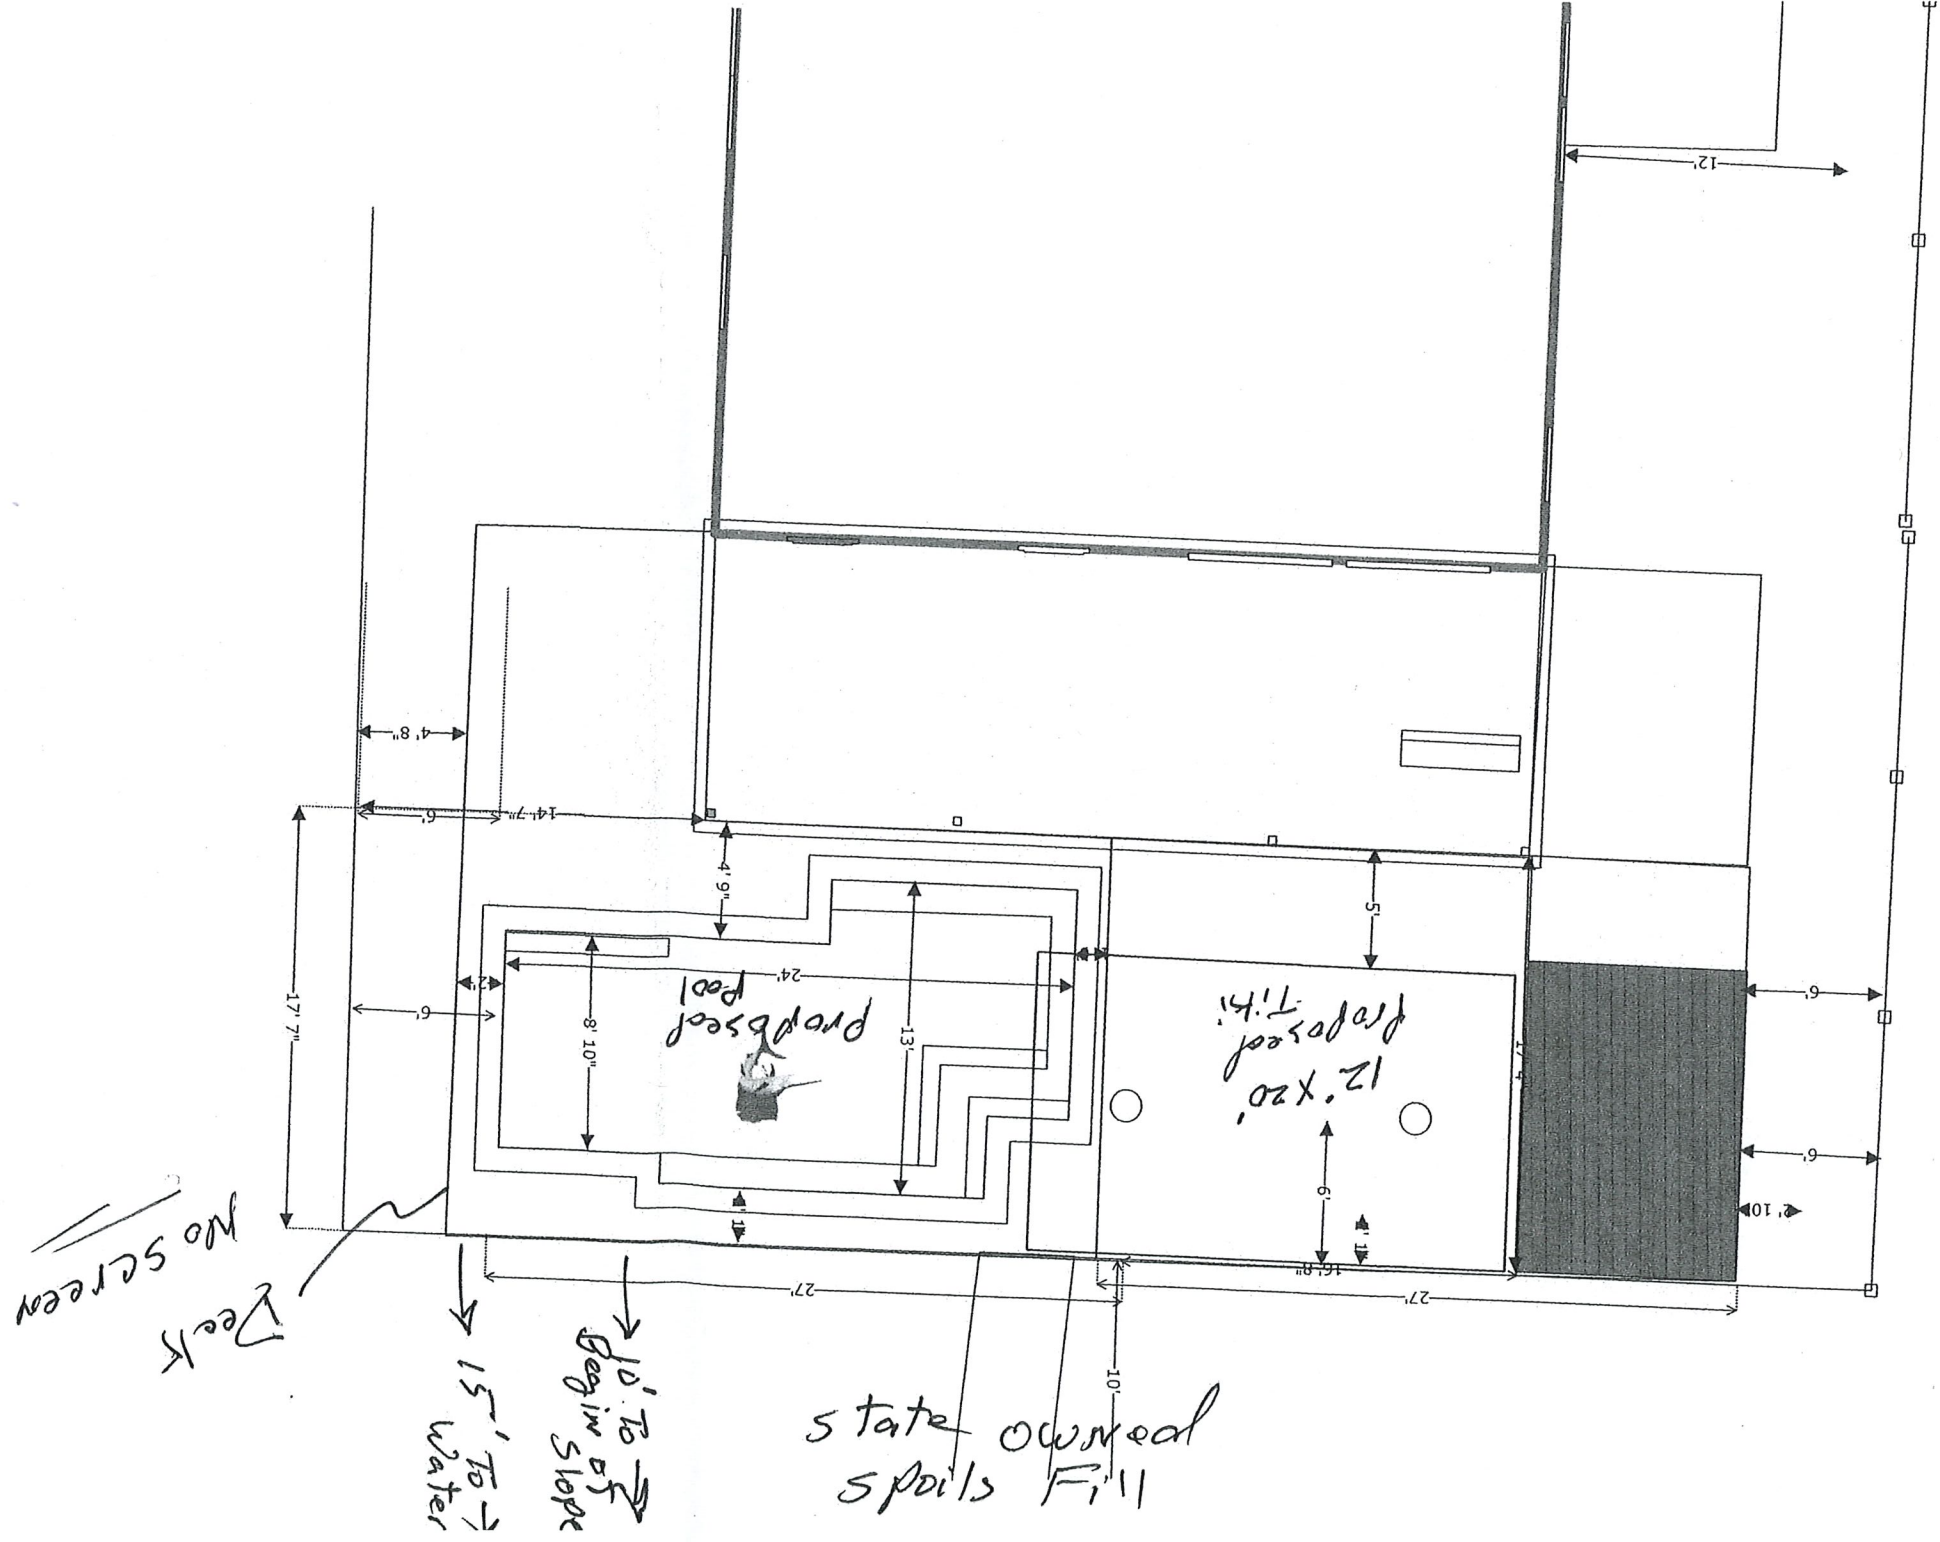 12'
4' 8"
14' 7"
6'
4' 9"
5'
17' 7"
2'
24'
6'
6'
8' 10"
13'
proposed
Pool
12' X 20'
proposed
Tiki
6'
6'
2' 10"
1'
1'
16' 8"
27'
27'
10'
No screen
Deck
15' To
Water
10' To
Begin of
Slope
state owned
spoils Fill